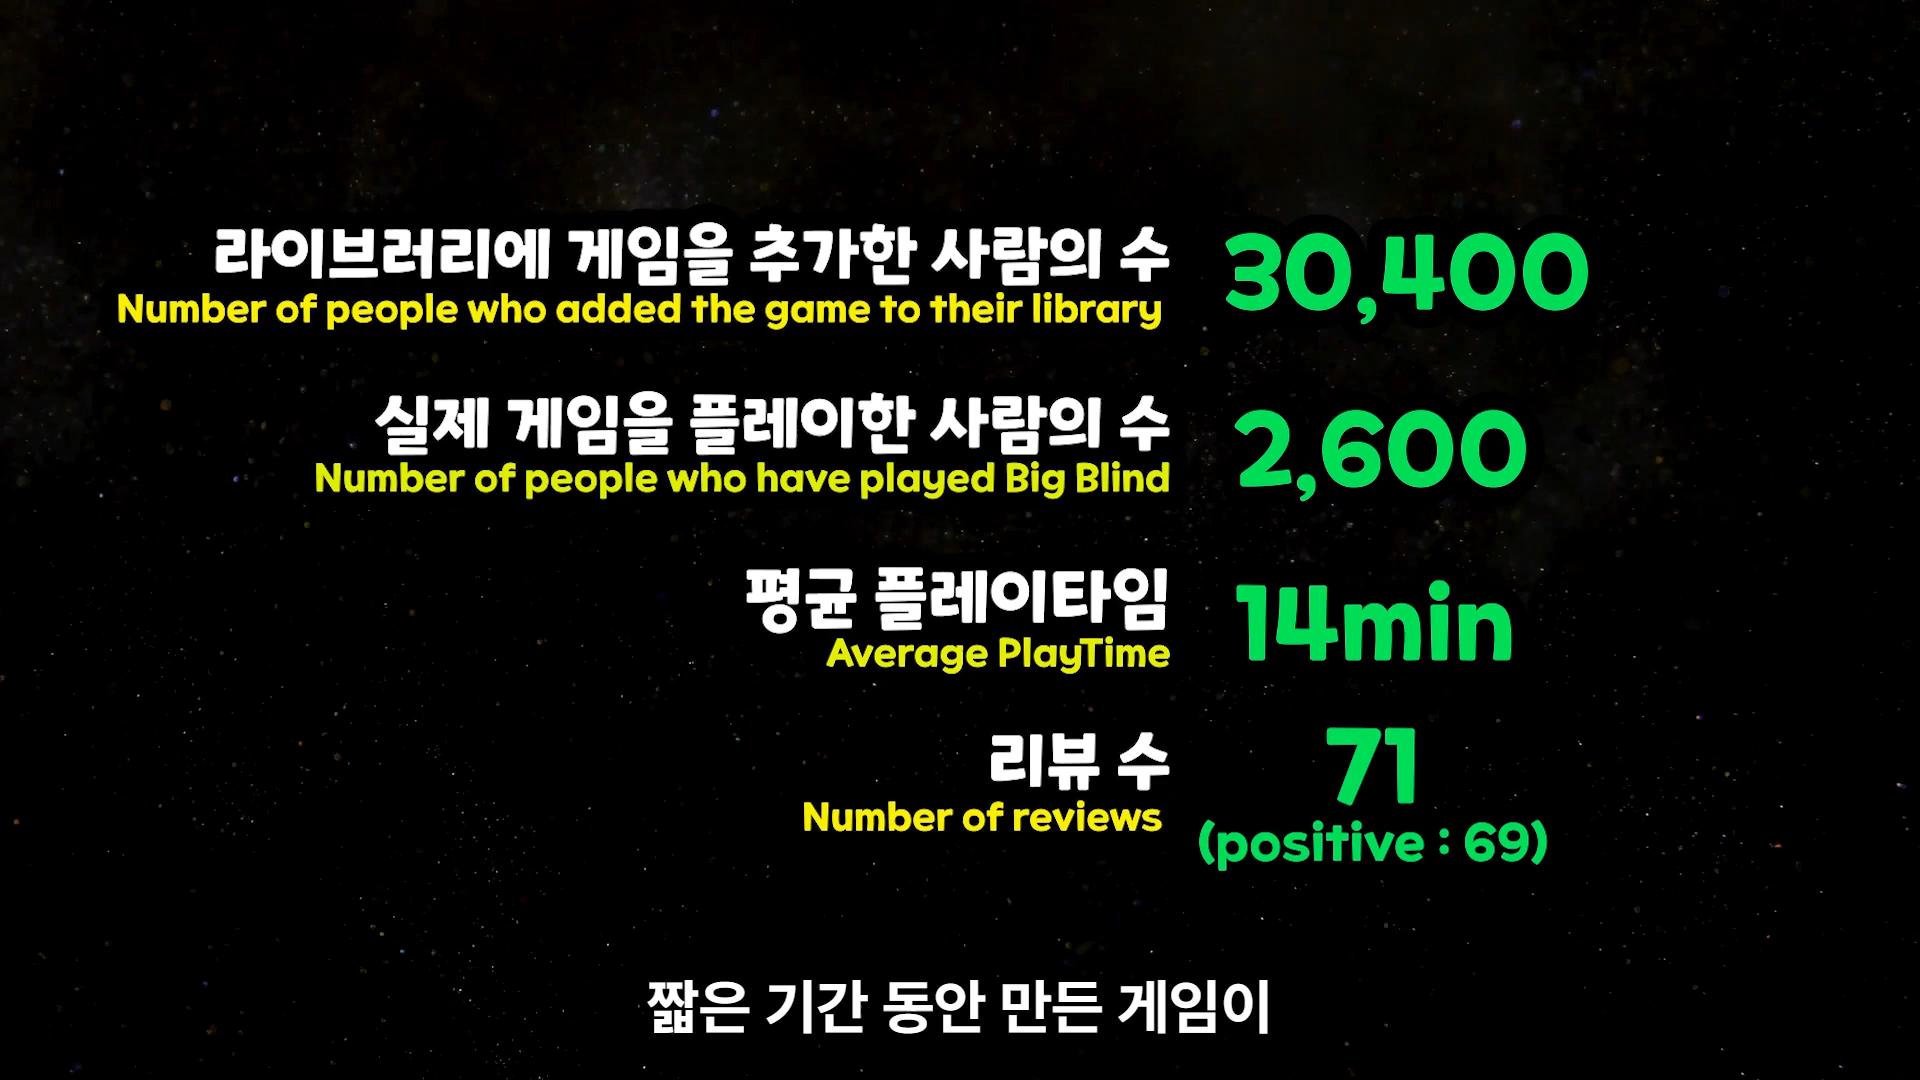 라이브러리에 게임을 추가한 사람의 수 30,400
Number of people who added the game to their library
실제 게임을 플레이한 사람의 수 2,600
Number of people who have played Big Blind
평균 플레이타임 14min
Average PlayTime
리뷰 수 71
Number of reviews (positive : 69)
짧은 기간 동안 만든 게임이